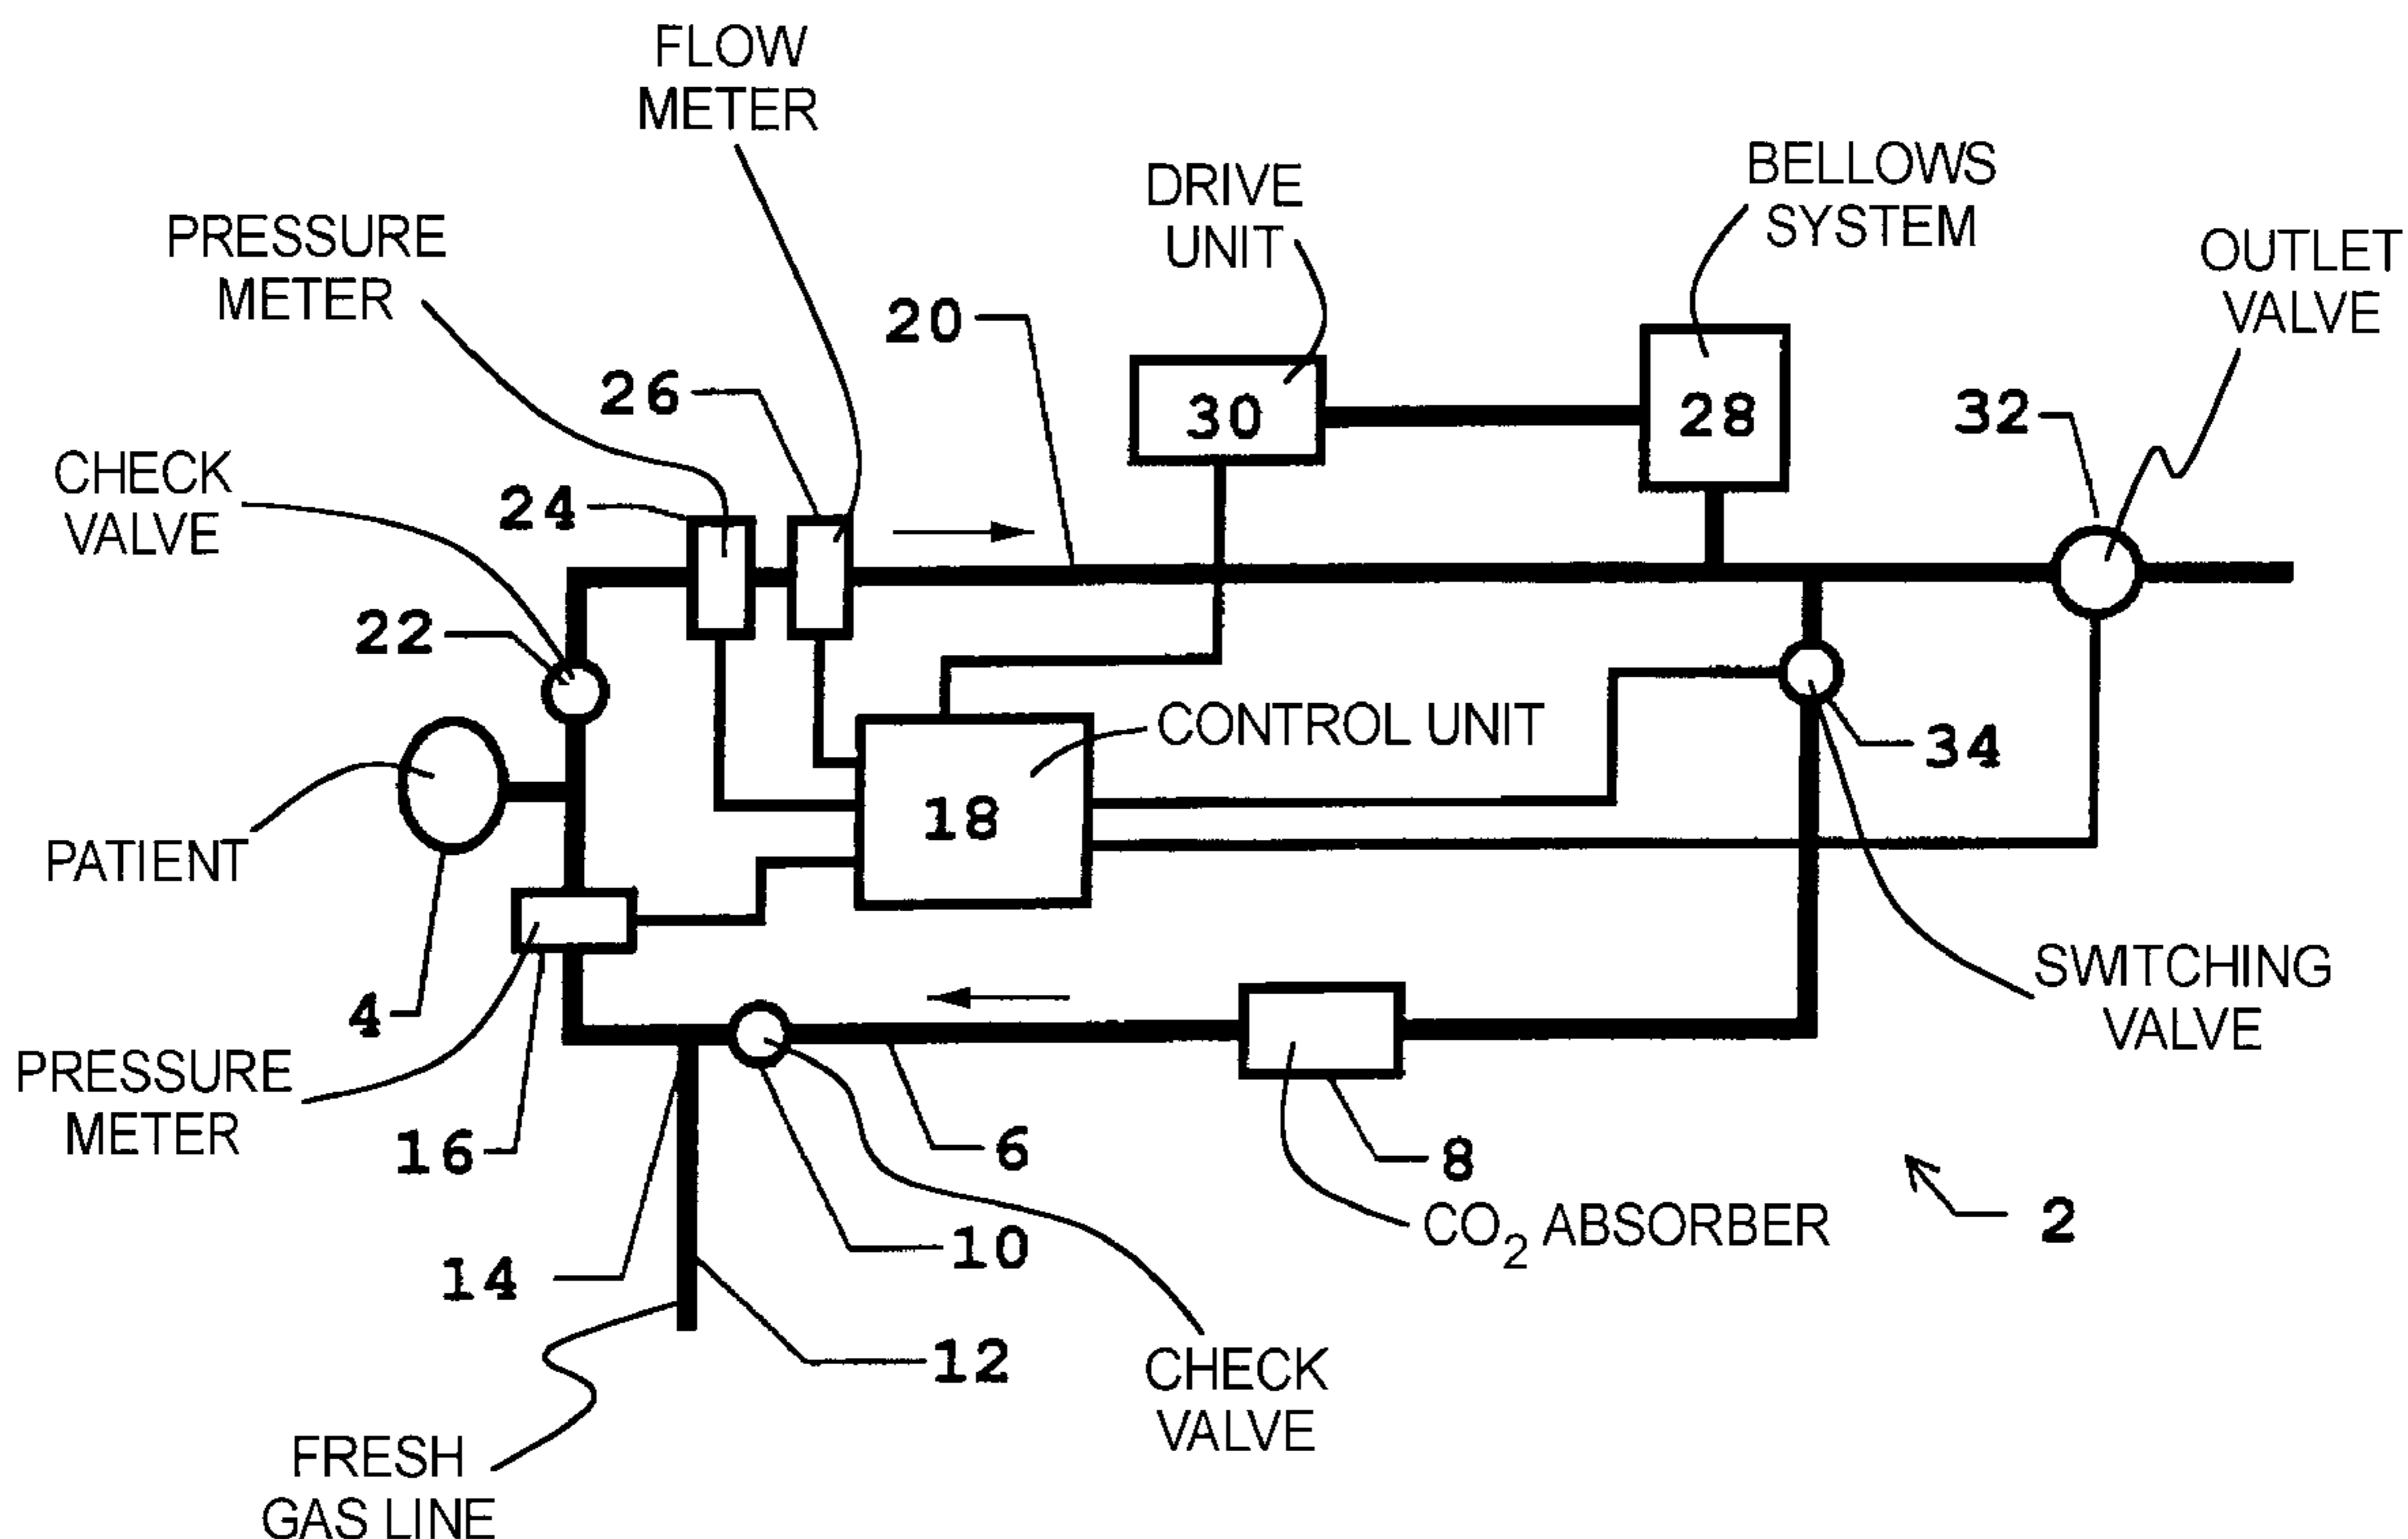 FLOW
METER
DRIVE
UNIT
BELLOWS
SYSTEM
PRESSURE
METER
OUTLET
VALVE
20
26
32
30
28
CHECK
VALVE
24
22
CONTROL UNIT
34
18
PATIENT
4
SWITCHING
VALVE
PRESSURE
METER
16
6
8
CO₂ ABSORBER
2
14
10
12
CHECK
VALVE
FRESH
GAS LINE